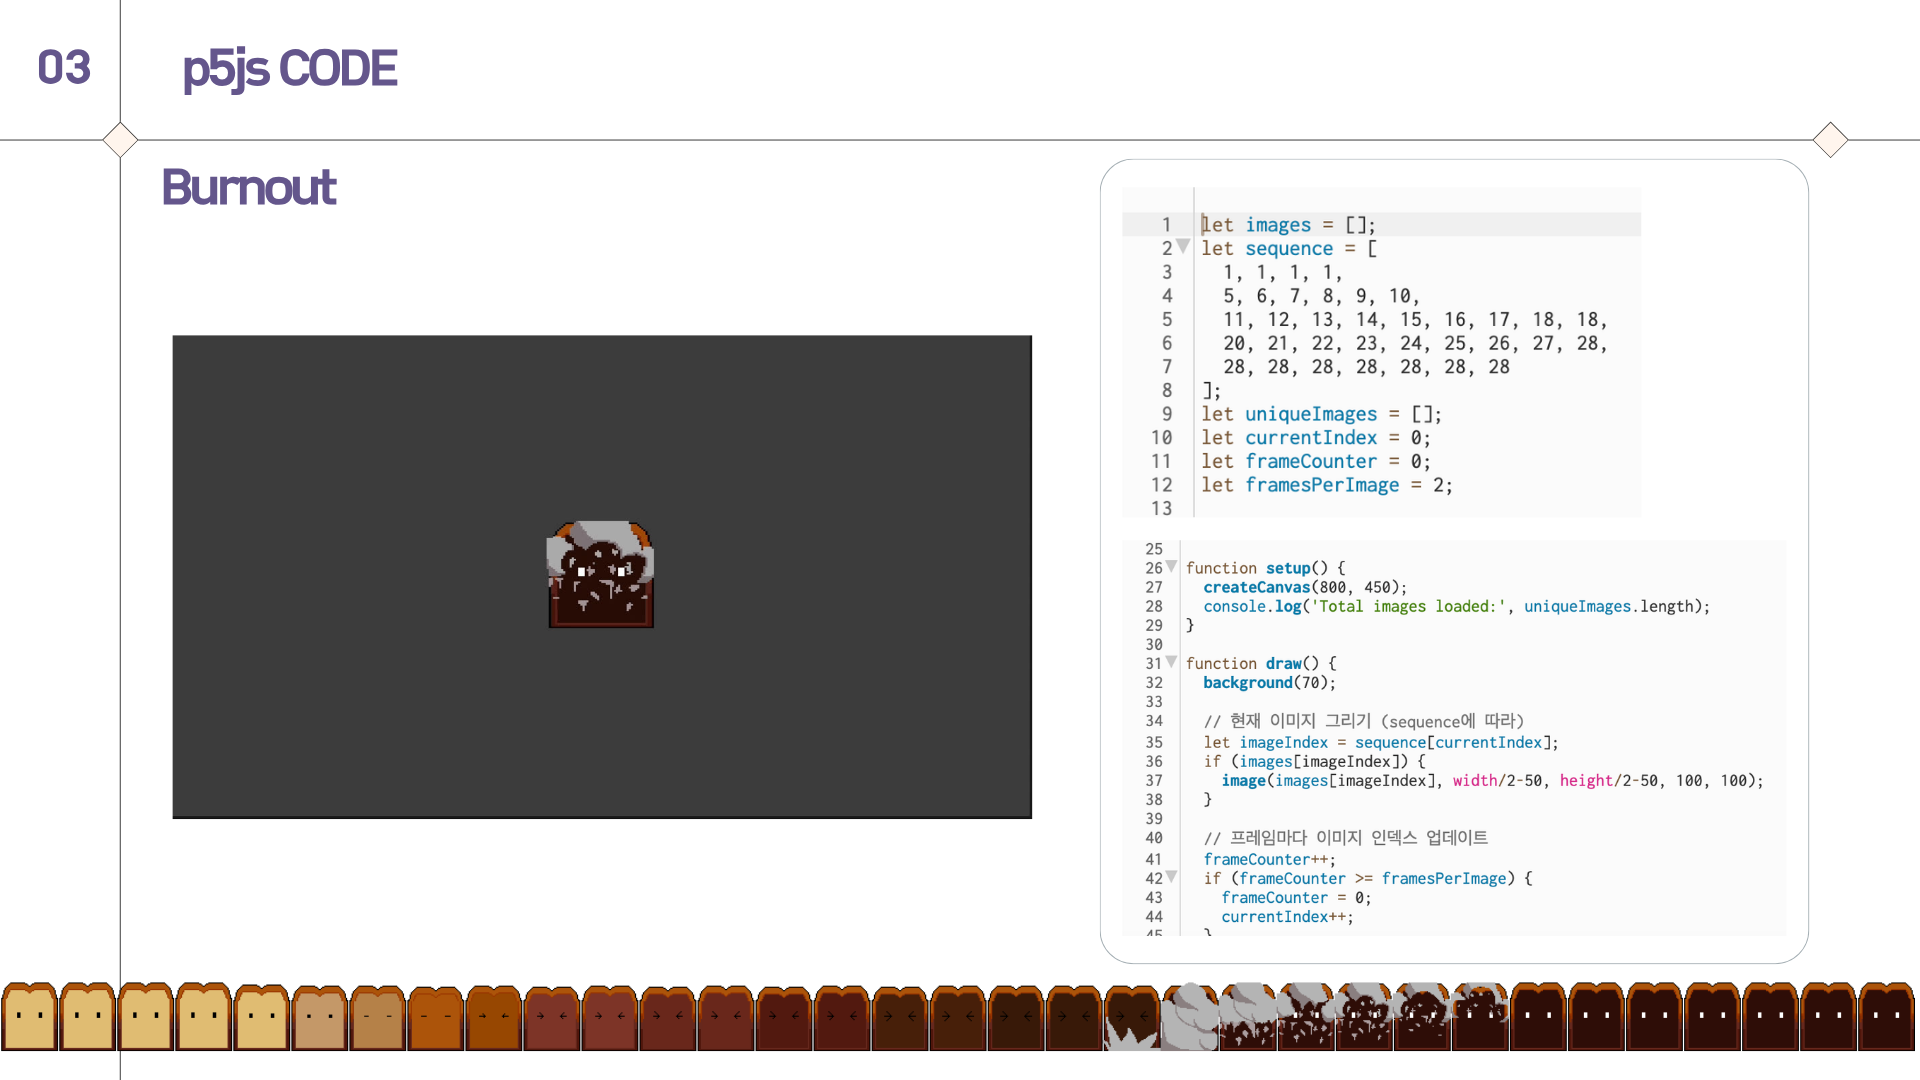 03
p5js CODE
Burnout
1 let images = [];
2 let sequence = [
3 1, 1, 1, 1,
4 5, 6, 7, 8, 9, 10,
5 11, 12, 13, 14, 15, 16, 17, 18, 18,
6 20, 21, 22, 23, 24, 25, 26, 27, 28,
7 28, 28, 28, 28, 28, 28, 28
8 ];
9 let uniqueImages = [];
10 let currentIndex = 0;
11 let frameCounter = 0;
12 let framesPerImage = 2;
13
25
26 function setup() {
27 createCanvas(800, 450);
28 console.log('Total images loaded:', uniqueImages.length);
29 }
30
31 function draw() {
32 background(70);
33
34 // 현재 이미지 그리기 (sequence에 따라)
35 let imageIndex = sequence[currentIndex];
36 if (images[imageIndex]) {
37 image(images[imageIndex], width/2-50, height/2-50, 100, 100);
38 }
39
40 // 프레임마다 이미지 인덱스 업데이트
41 frameCounter++;
42 if (frameCounter >= framesPerImage) {
43 frameCounter = 0;
44 currentIndex++;
45 }